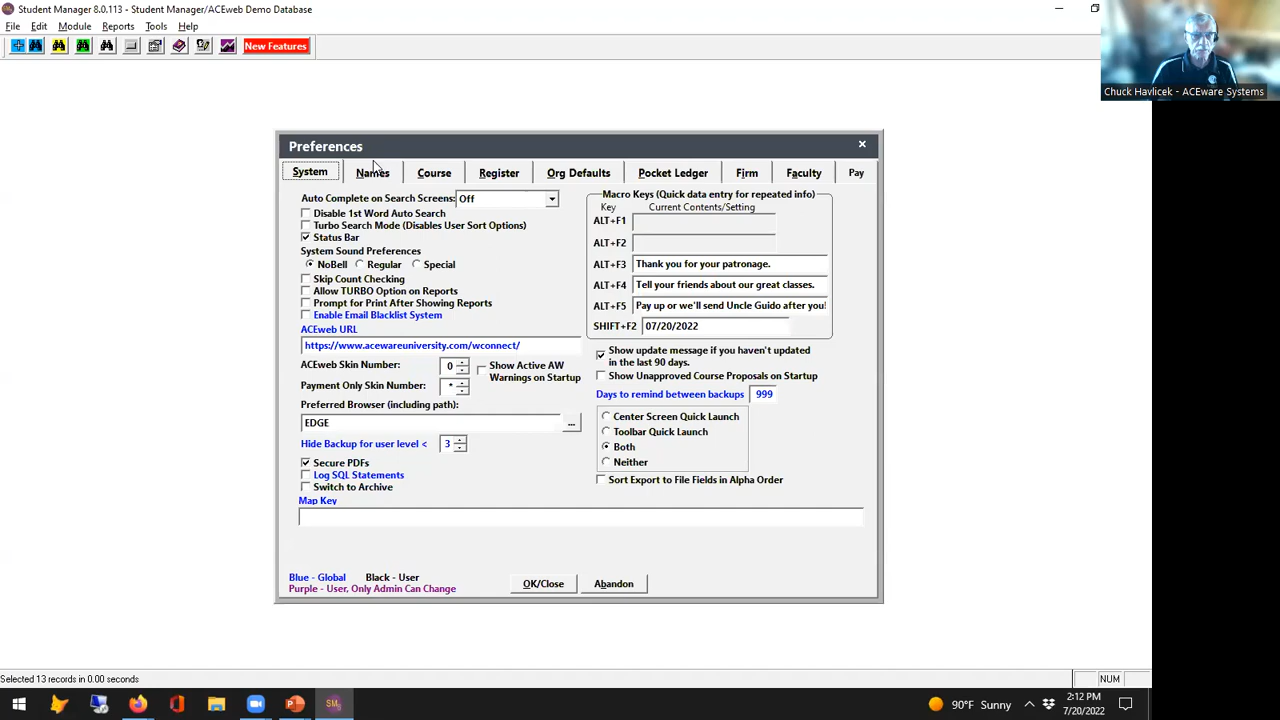 Student Manager 8.0.113 - Student Manager/ACEweb Demo Database
File Edit Module Reports Tools Help
New Features
Chuck Havlicek - ACEware Systems
Preferences
System Names Course Register Org Defaults Pocket Ledger Firm Faculty Pay
Auto Complete on Search Screens: Off
Disable 1st Word Auto Search
Turbo Search Mode (Disables User Sort Options)
Status Bar
System Sound Preferences
NoBell Regular Special
Skip Count Checking
Allow TURBO Option on Reports
Prompt for Print After Showing Reports
Enable Email Blacklist System
ACEweb URL
https://www.acewareuniversity.com/wconnect/
ACEweb Skin Number: 0
Show Active AW
Warnings on Startup
Payment Only Skin Number: *
Preferred Browser (including path):
EDGE ...
Hide Backup for user level < 3
Secure PDFs
Log SQL Statements
Switch to Archive
Map Key
Macro Keys (Quick data entry for repeated info)
Key Current Contents/Setting
ALT+F1
ALT+F2
ALT+F3 Thank you for your patronage.
ALT+F4 Tell your friends about our great classes.
ALT+F5 Pay up or we'll send Uncle Guido after you!
SHIFT+F2 07/20/2022
Show update message if you haven't updated
in the last 90 days.
Show Unapproved Course Proposals on Startup
Days to remind between backups 999
Center Screen Quick Launch
Toolbar Quick Launch
Both
Neither
Sort Export to File Fields in Alpha Order
Blue - Global Black - User
Purple - User, Only Admin Can Change
OK/Close Abandon
Selected 13 records in 0.00 seconds
NUM
90°F Sunny
2:12 PM
7/20/2022